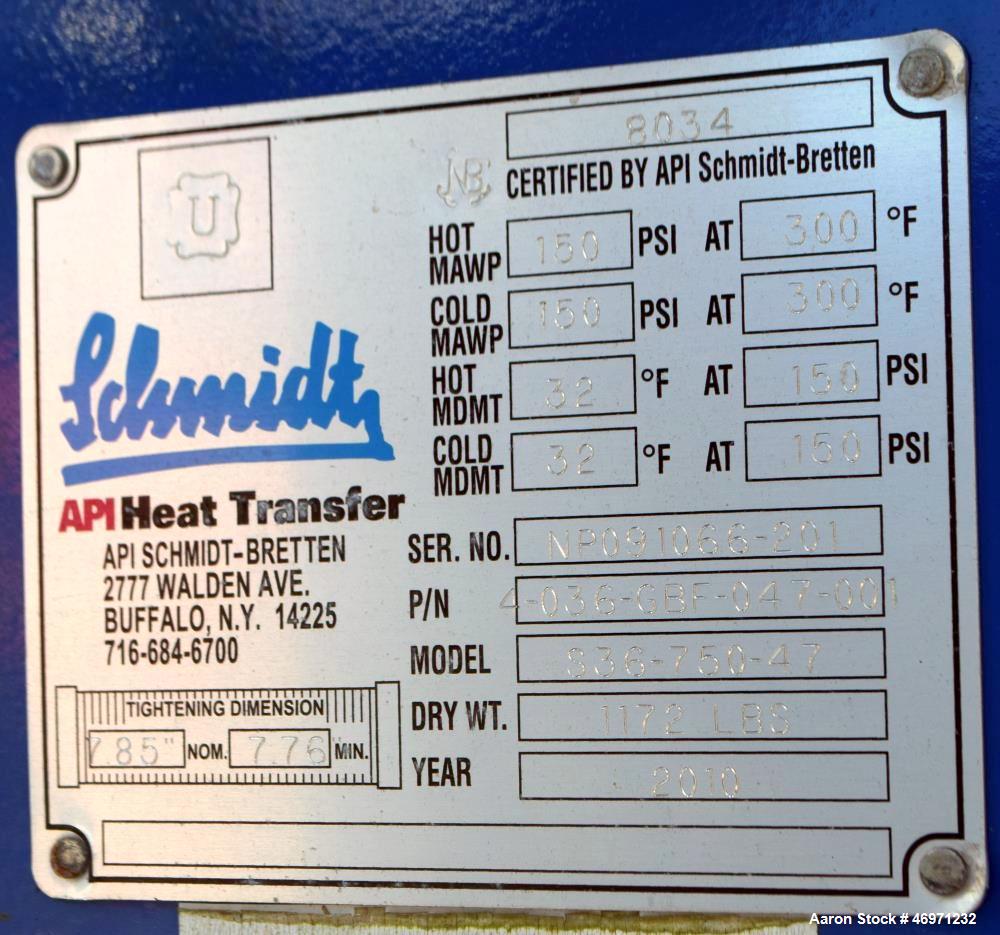 U
8034
NB CERTIFIED BY API Schmidt-Bretten
HOT MAWP 150 PSI AT 300 °F
COLD MAWP 150 PSI AT 300 °F
HOT MDMT 32 °F AT 150 PSI
COLD MDMT 32 °F AT 150 PSI
Schmidt
API Heat Transfer
API SCHMIDT-BRETTEN
2777 WALDEN AVE.
BUFFALO, N.Y. 14225
716-684-6700
SER. NO. NP091066-201
P/N 4-036-GBF-047-001
MODEL S36-750-47
DRY WT. 1172 LBS
YEAR 2010
TIGHTENING DIMENSION
7.85" NOM. 7.76 MIN.
Aaron Stock # 46971232